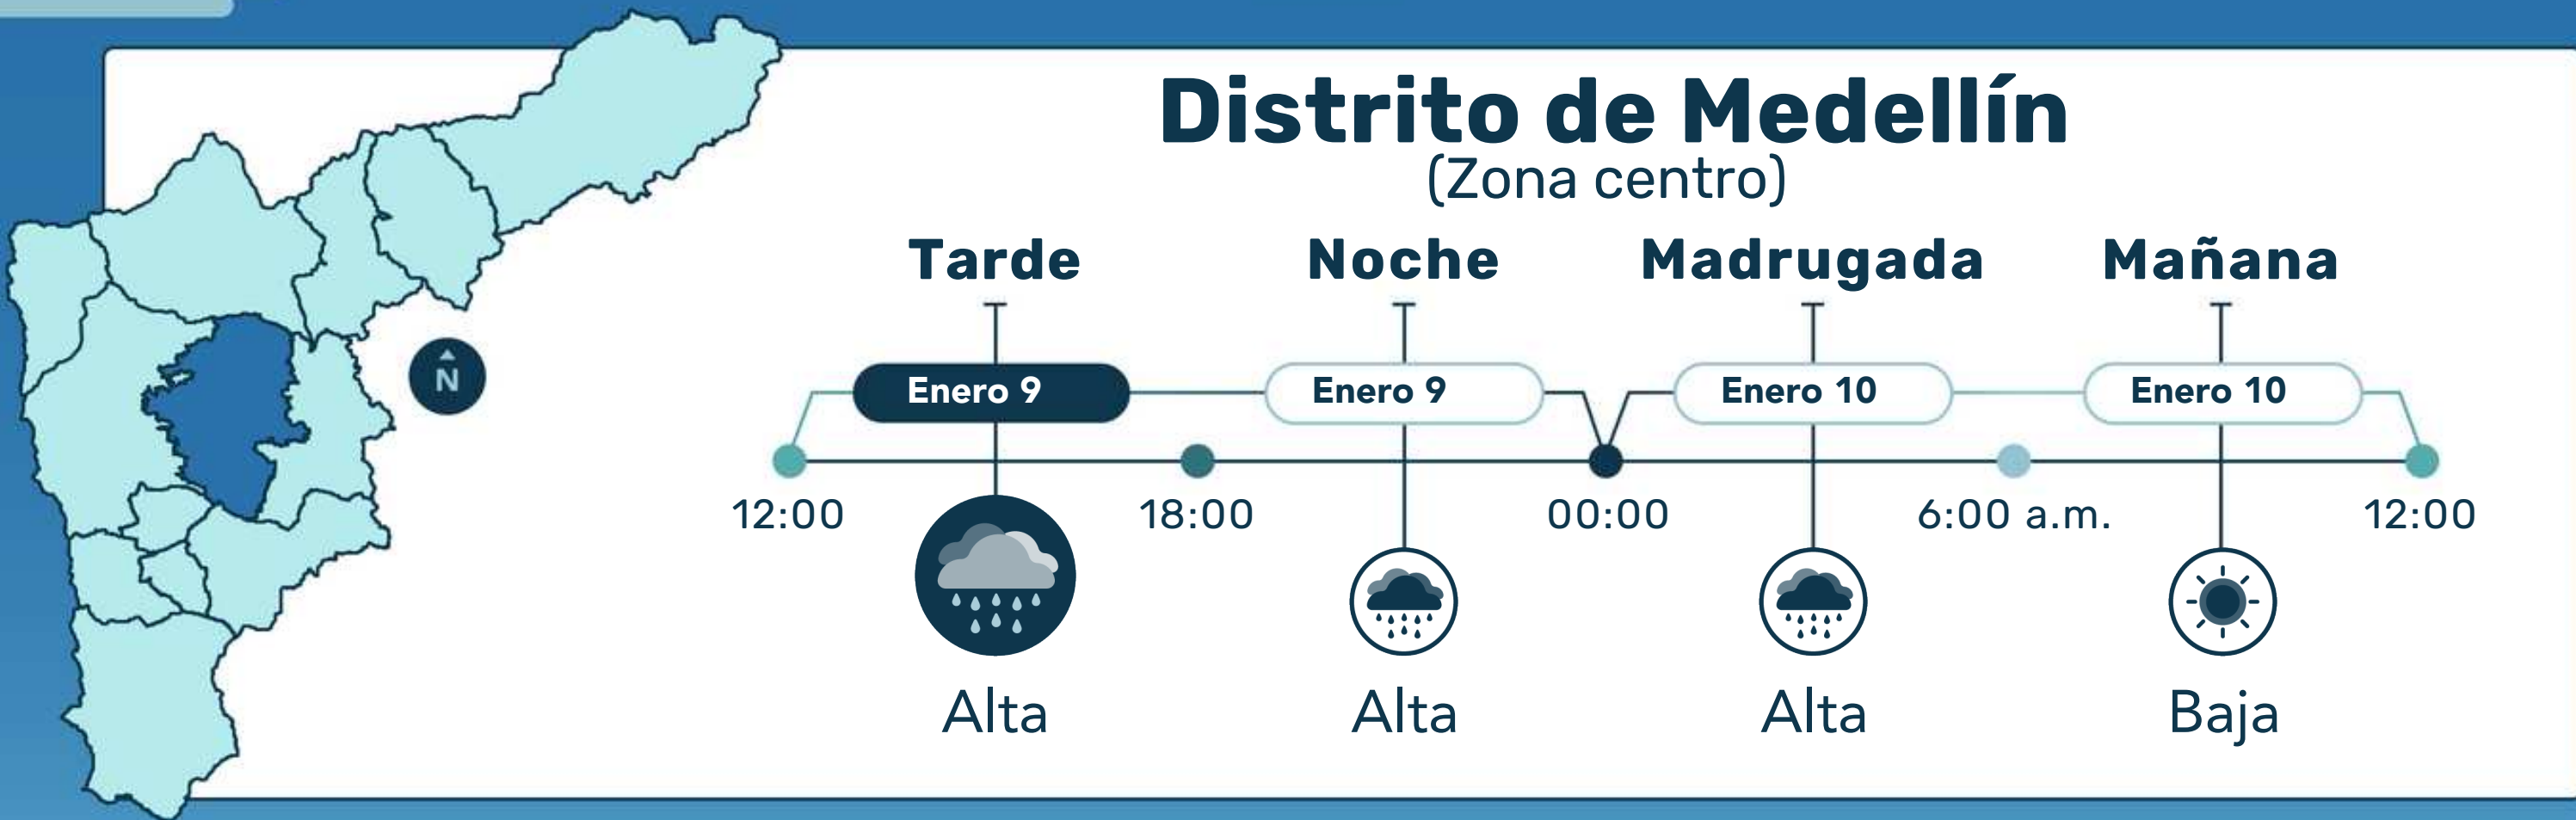 Distrito de Medellín
(Zona centro)
Tarde Noche Madrugada Mañana
Enero 9 Enero 9 Enero 10 Enero 10
N
12:00 18:00 00:00 6:00 a.m. 12:00
Alta Alta Alta Baja